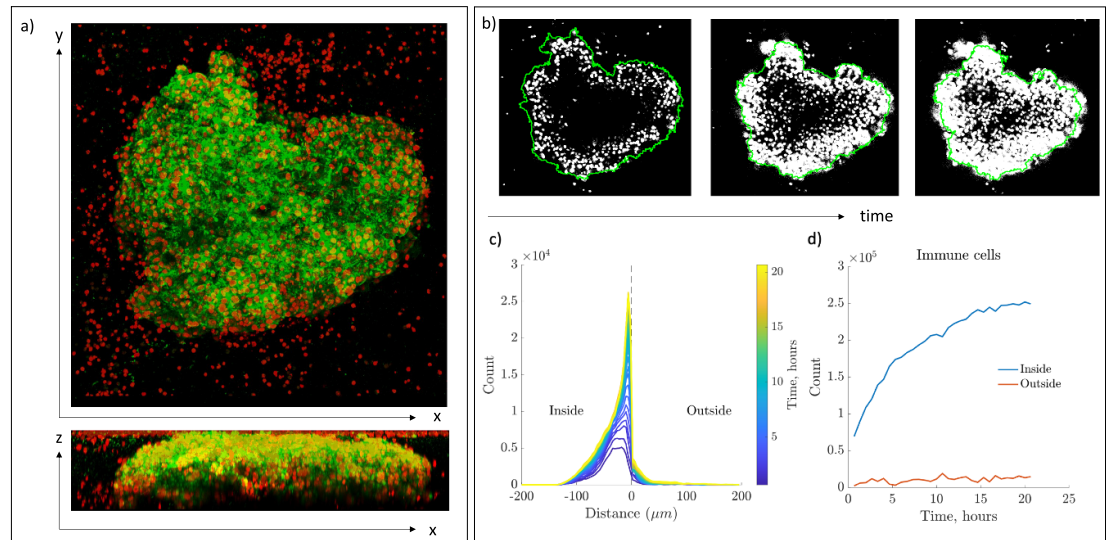 a)
y
x
z
x
b)
time
c)
×10⁴
3
2.5
2
1.5
1
0.5
0
Count
Inside
Outside
-200
-100
0
100
200
Distance (μm)
20
15
10
5
Time, hours
d)
×10⁵
Immune cells
3
2.5
2
1.5
1
0.5
0
Count
Inside
Outside
0
5
10
15
20
25
Time, hours